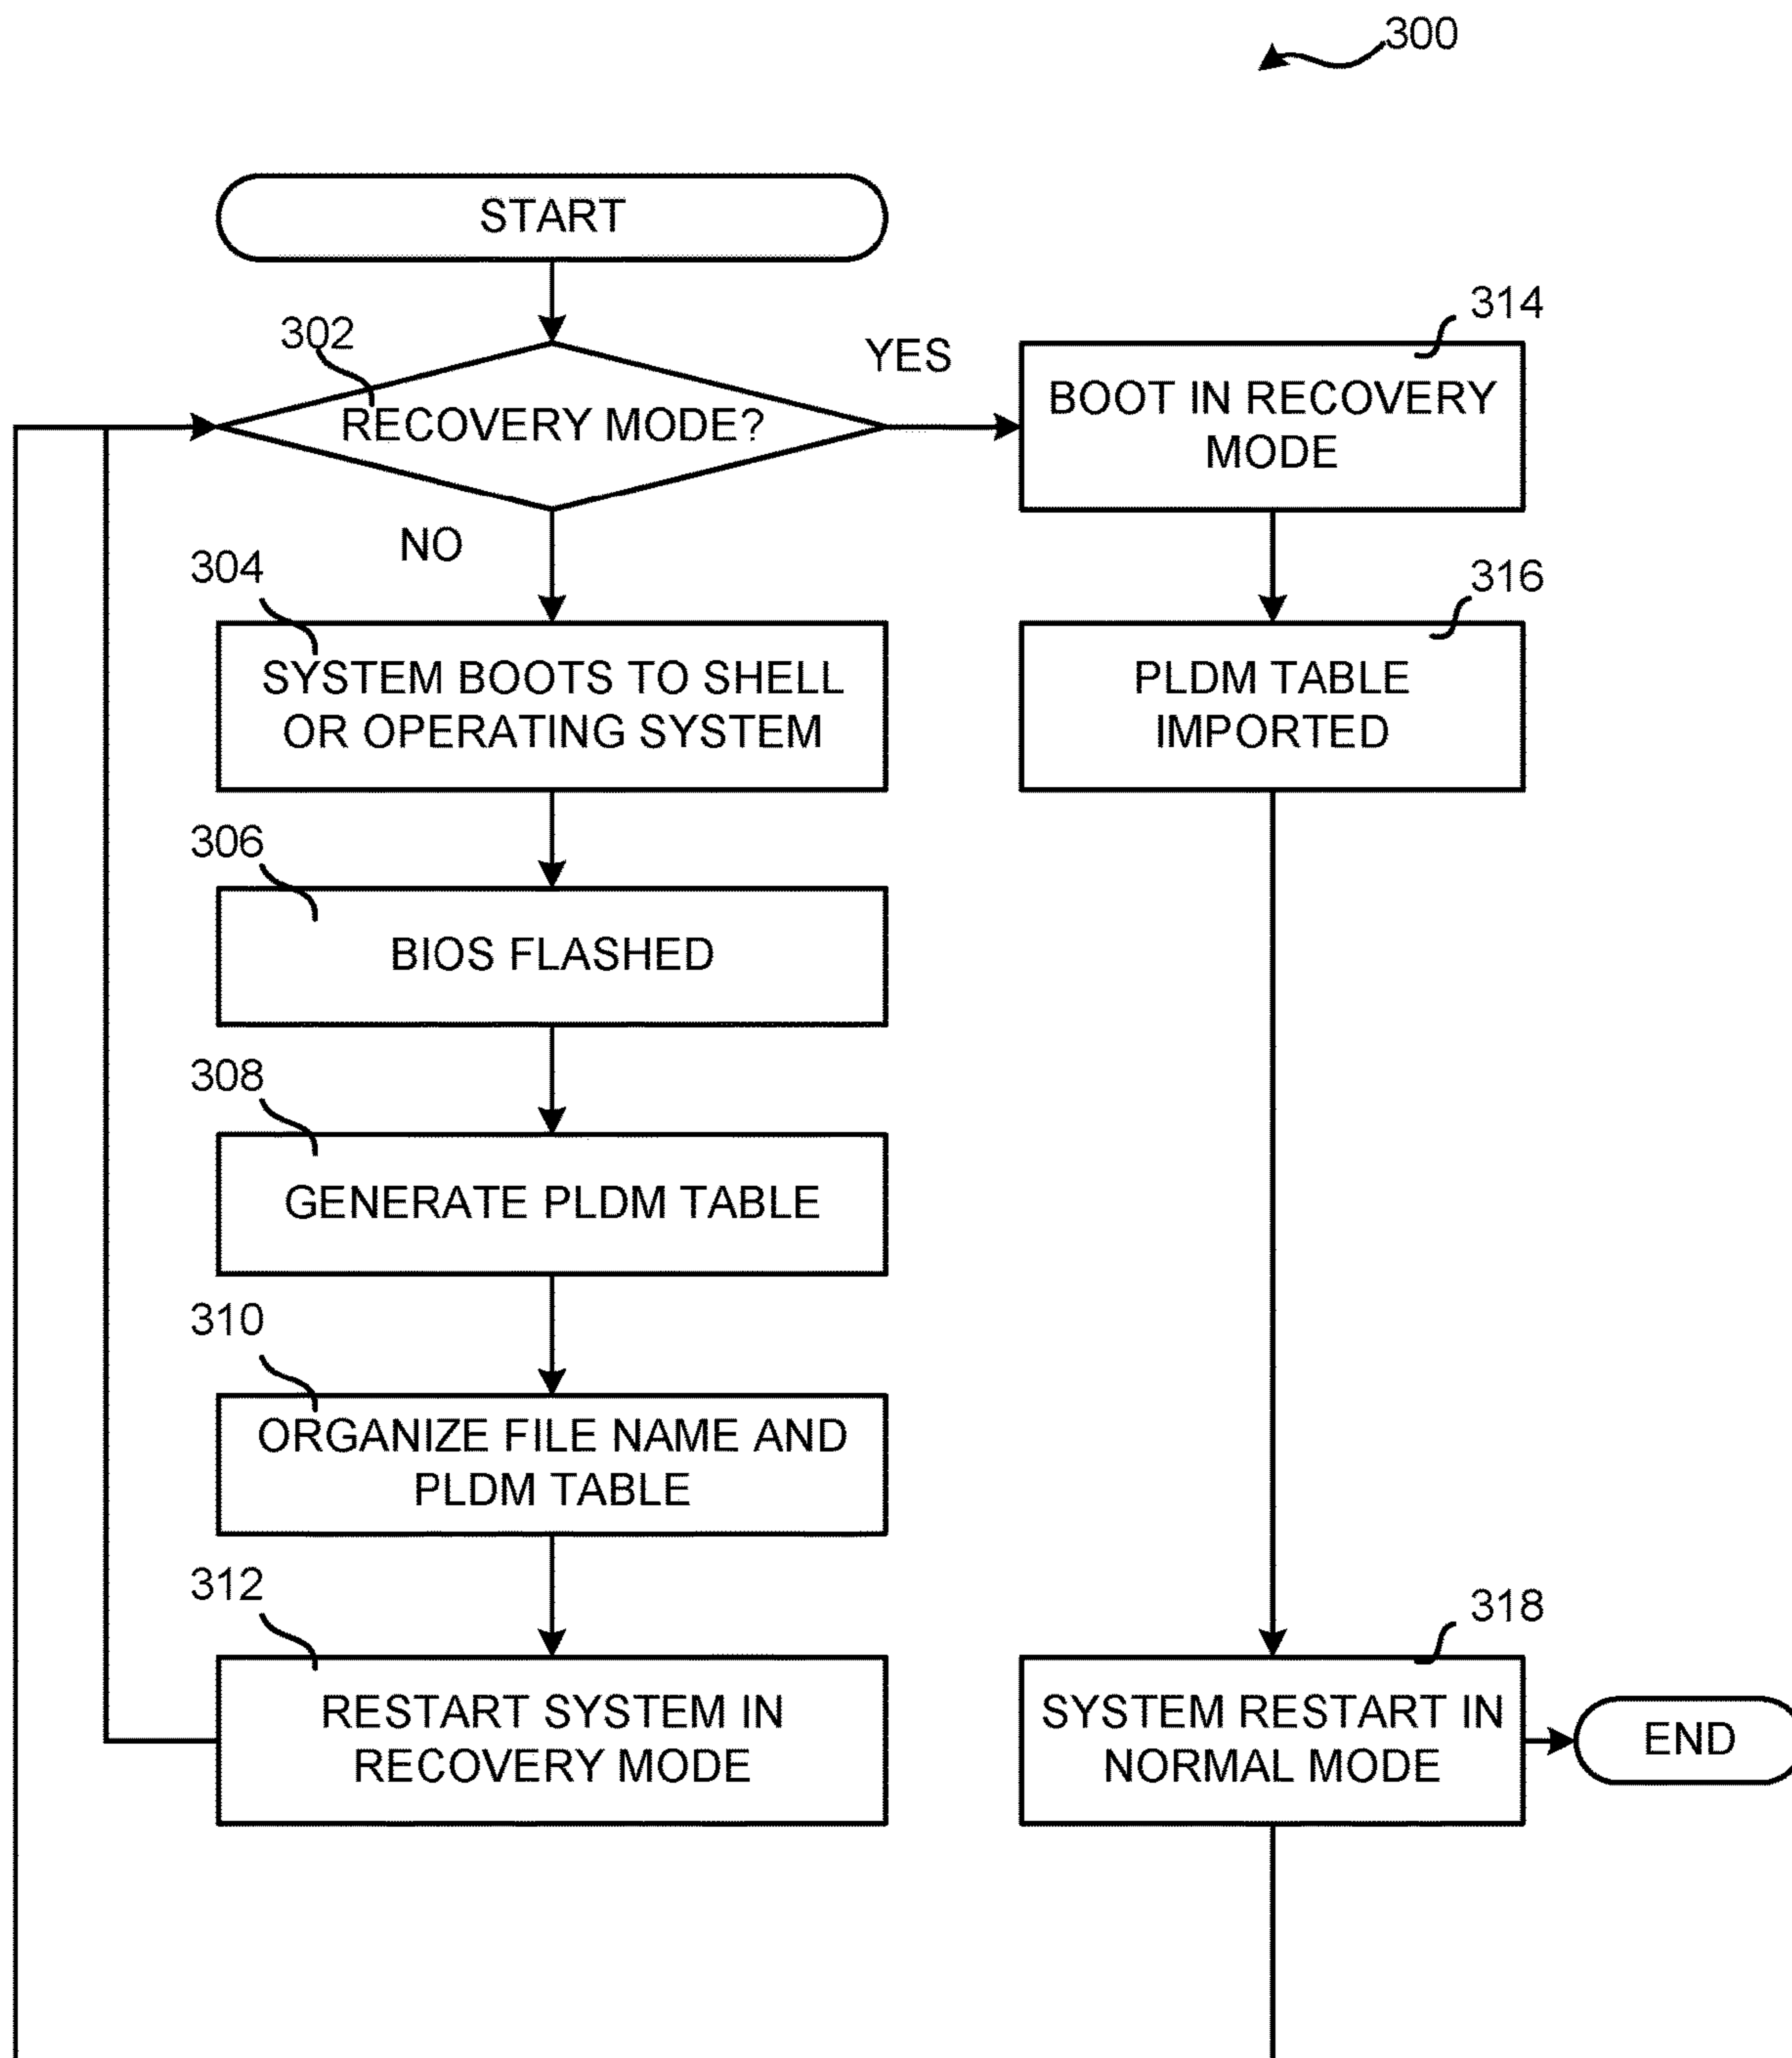 300
START
302
RECOVERY MODE?
YES
NO
314
BOOT IN RECOVERY
MODE
304
SYSTEM BOOTS TO SHELL
OR OPERATING SYSTEM
316
PLDM TABLE
IMPORTED
306
BIOS FLASHED
308
GENERATE PLDM TABLE
310
ORGANIZE FILE NAME AND
PLDM TABLE
312
RESTART SYSTEM IN
RECOVERY MODE
318
SYSTEM RESTART IN
NORMAL MODE
END